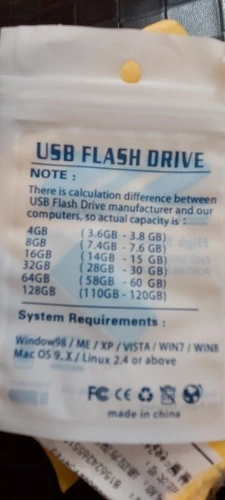 USB FLASH DRIVE
NOTE :
There is calculation difference between
USB Flash Drive manufacturer and our
computers, so actual capacity is :
4GB ( 3.6GB - 3.8 GB)
8GB ( 7.4GB - 7.6 GB)
16GB (14GB - 15 GB)
32GB ( 28GB - 30 GB)
64GB ( 58GB - 60 GB)
128GB (110GB - 120GB)
System Requirements :
Window98 / ME / XP / VISTA / WIN7 / WIN8
Mac OS 9. X / Linux 2.4 or above
FC CE
made in china